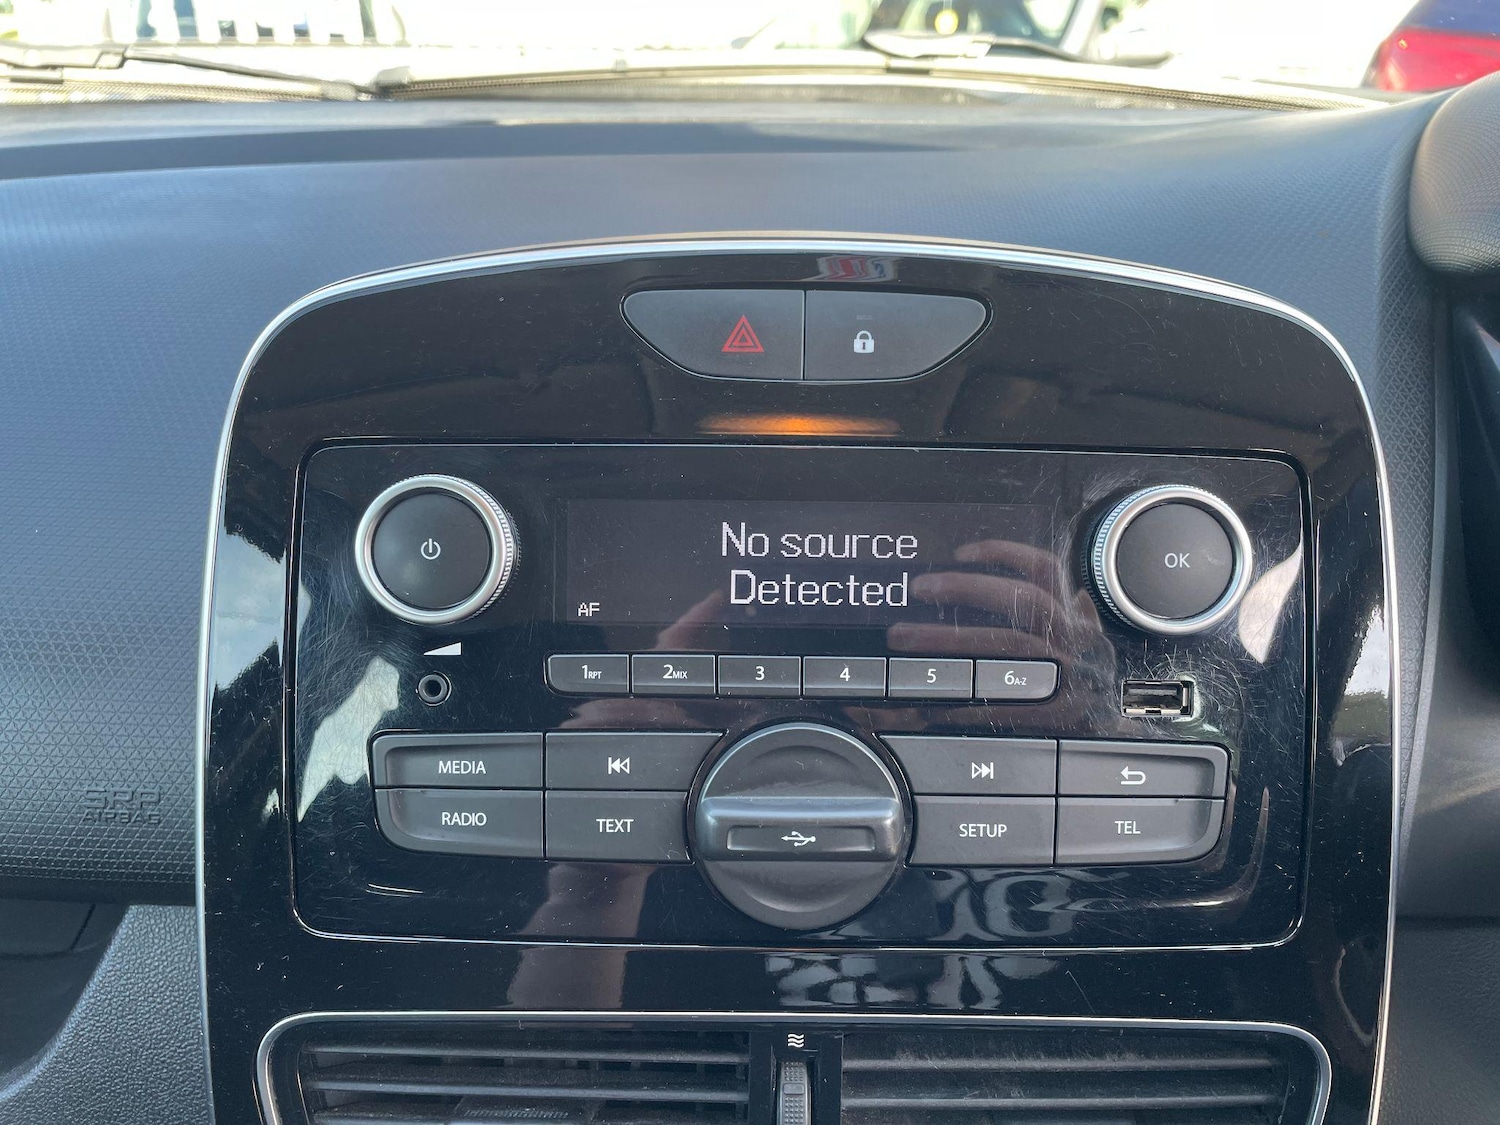 No source
Detected
AF
1RPT 2MIX 3 4 5 6A-Z
MEDIA
RADIO TEXT SETUP TEL
OK
SRP
AIRBAG